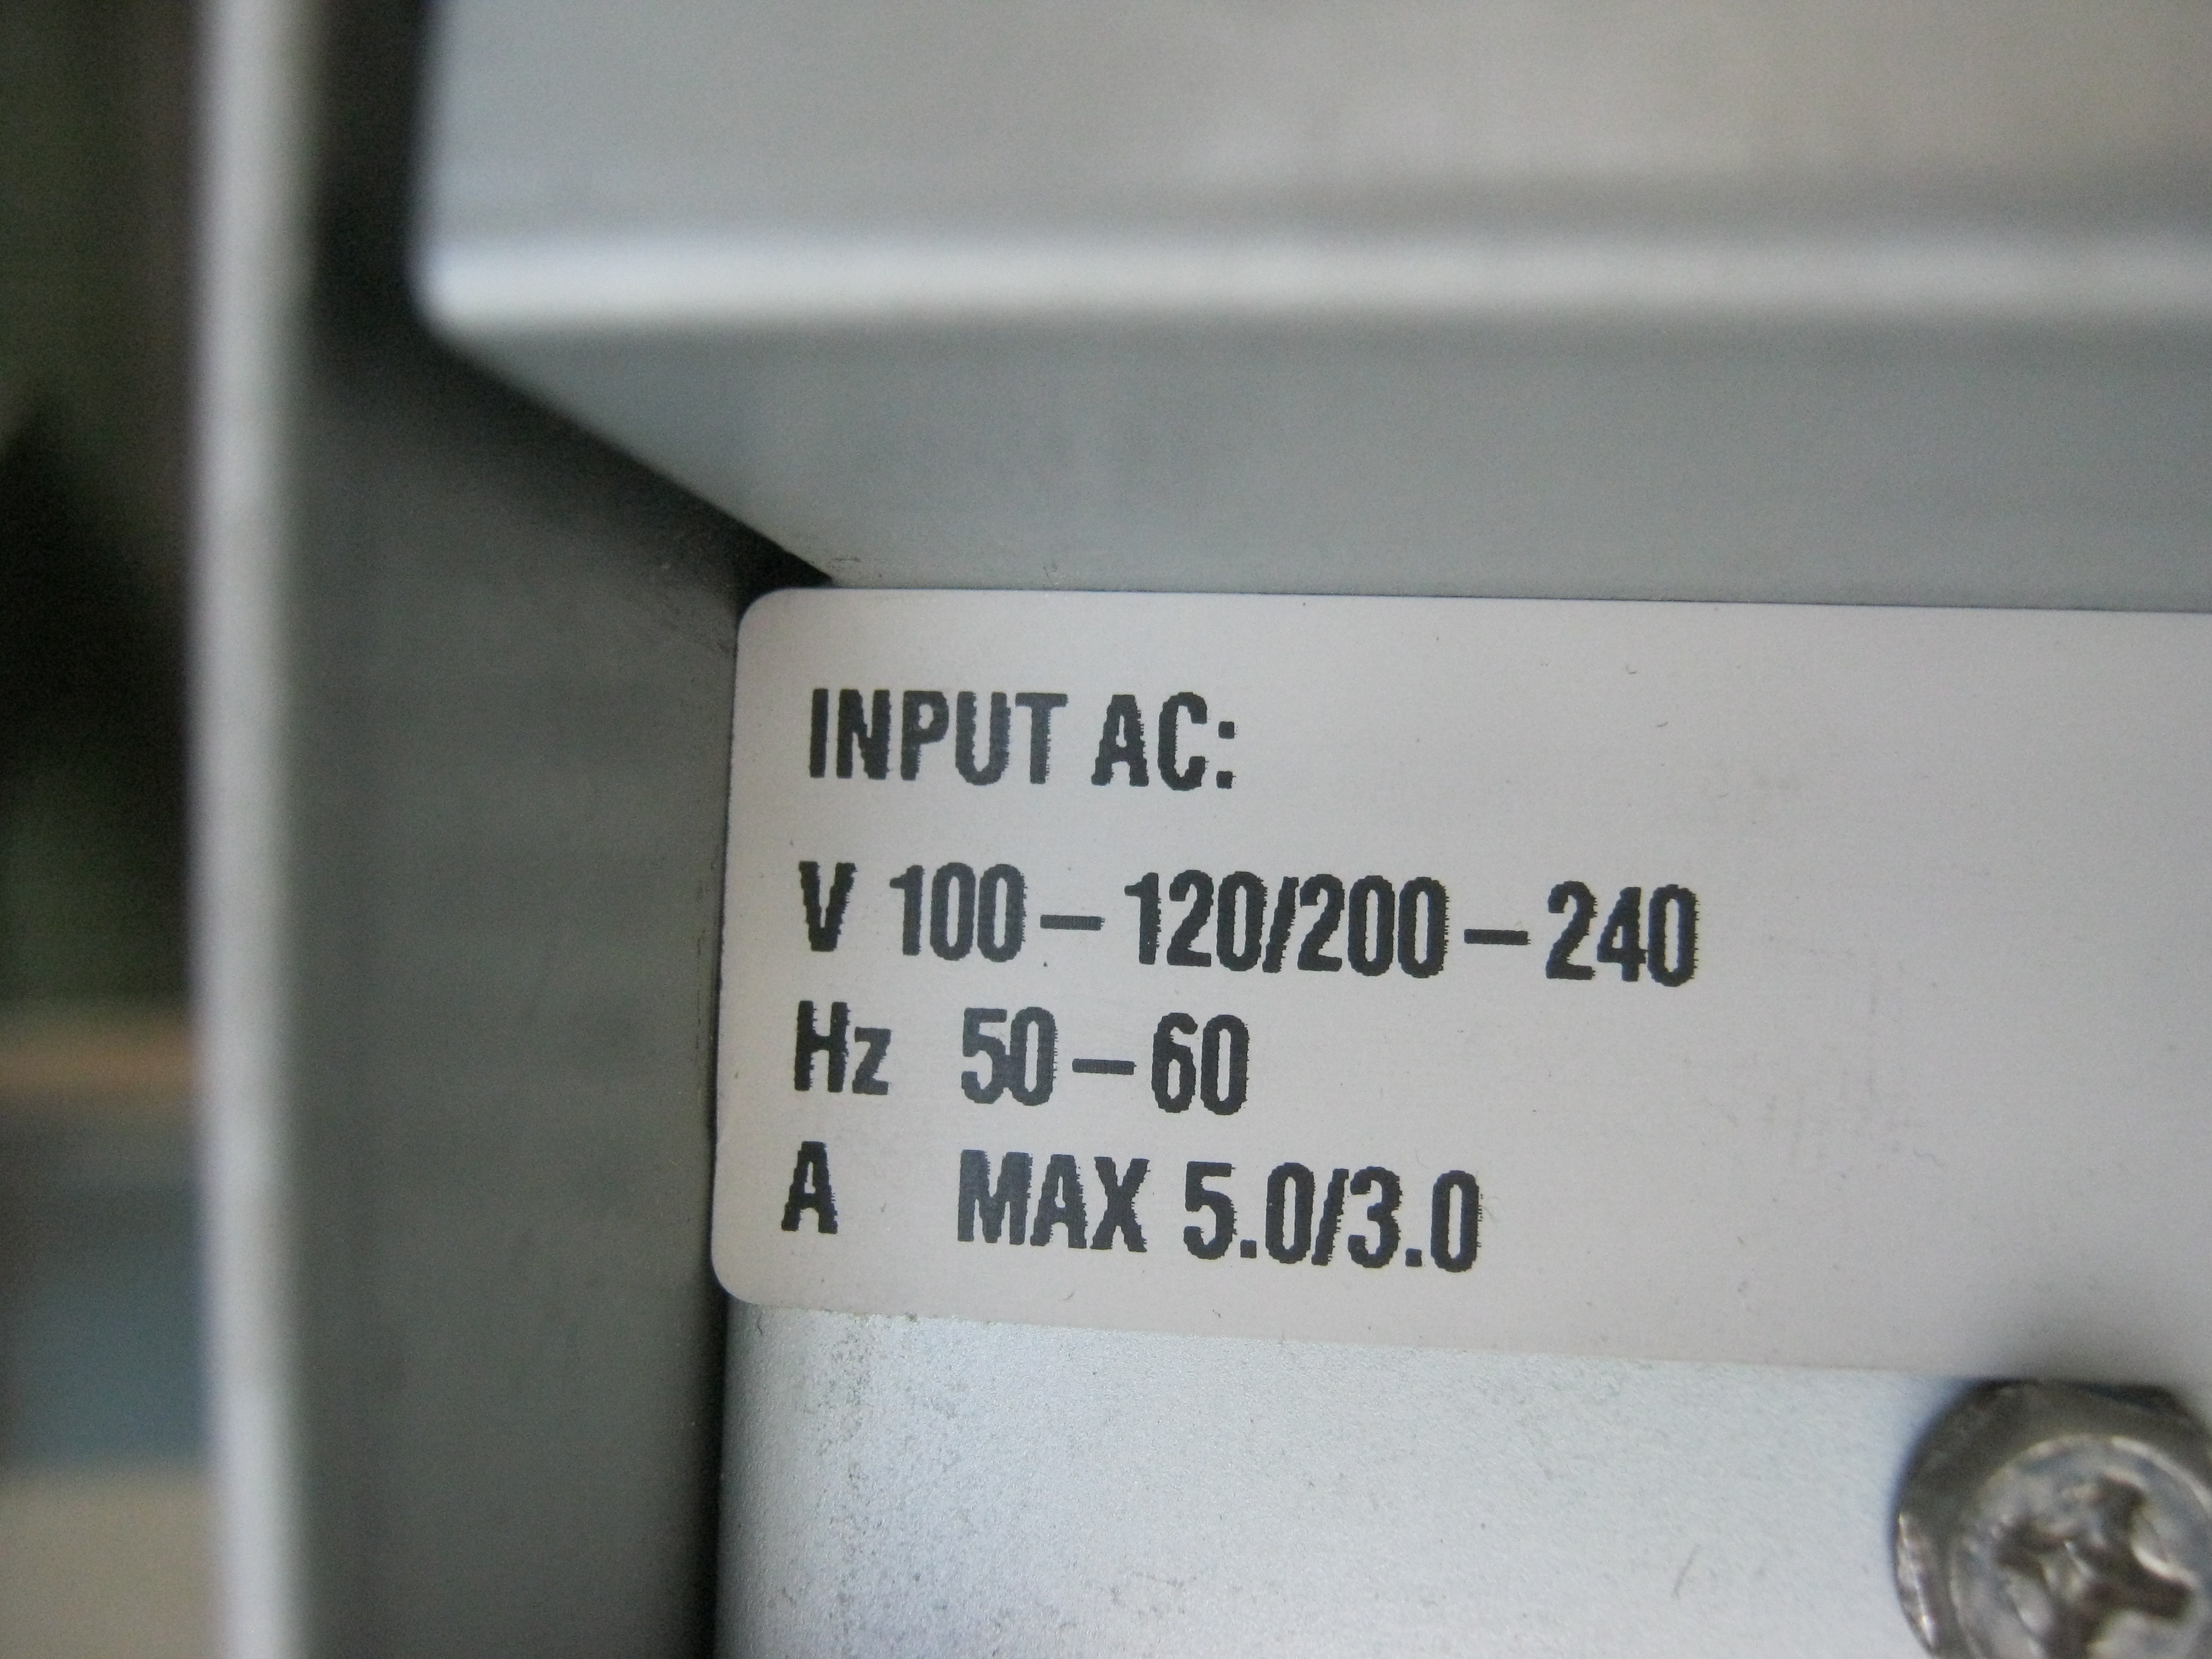 INPUT AC:
V 100–120/200–240
Hz 50–60
A MAX 5.0/3.0